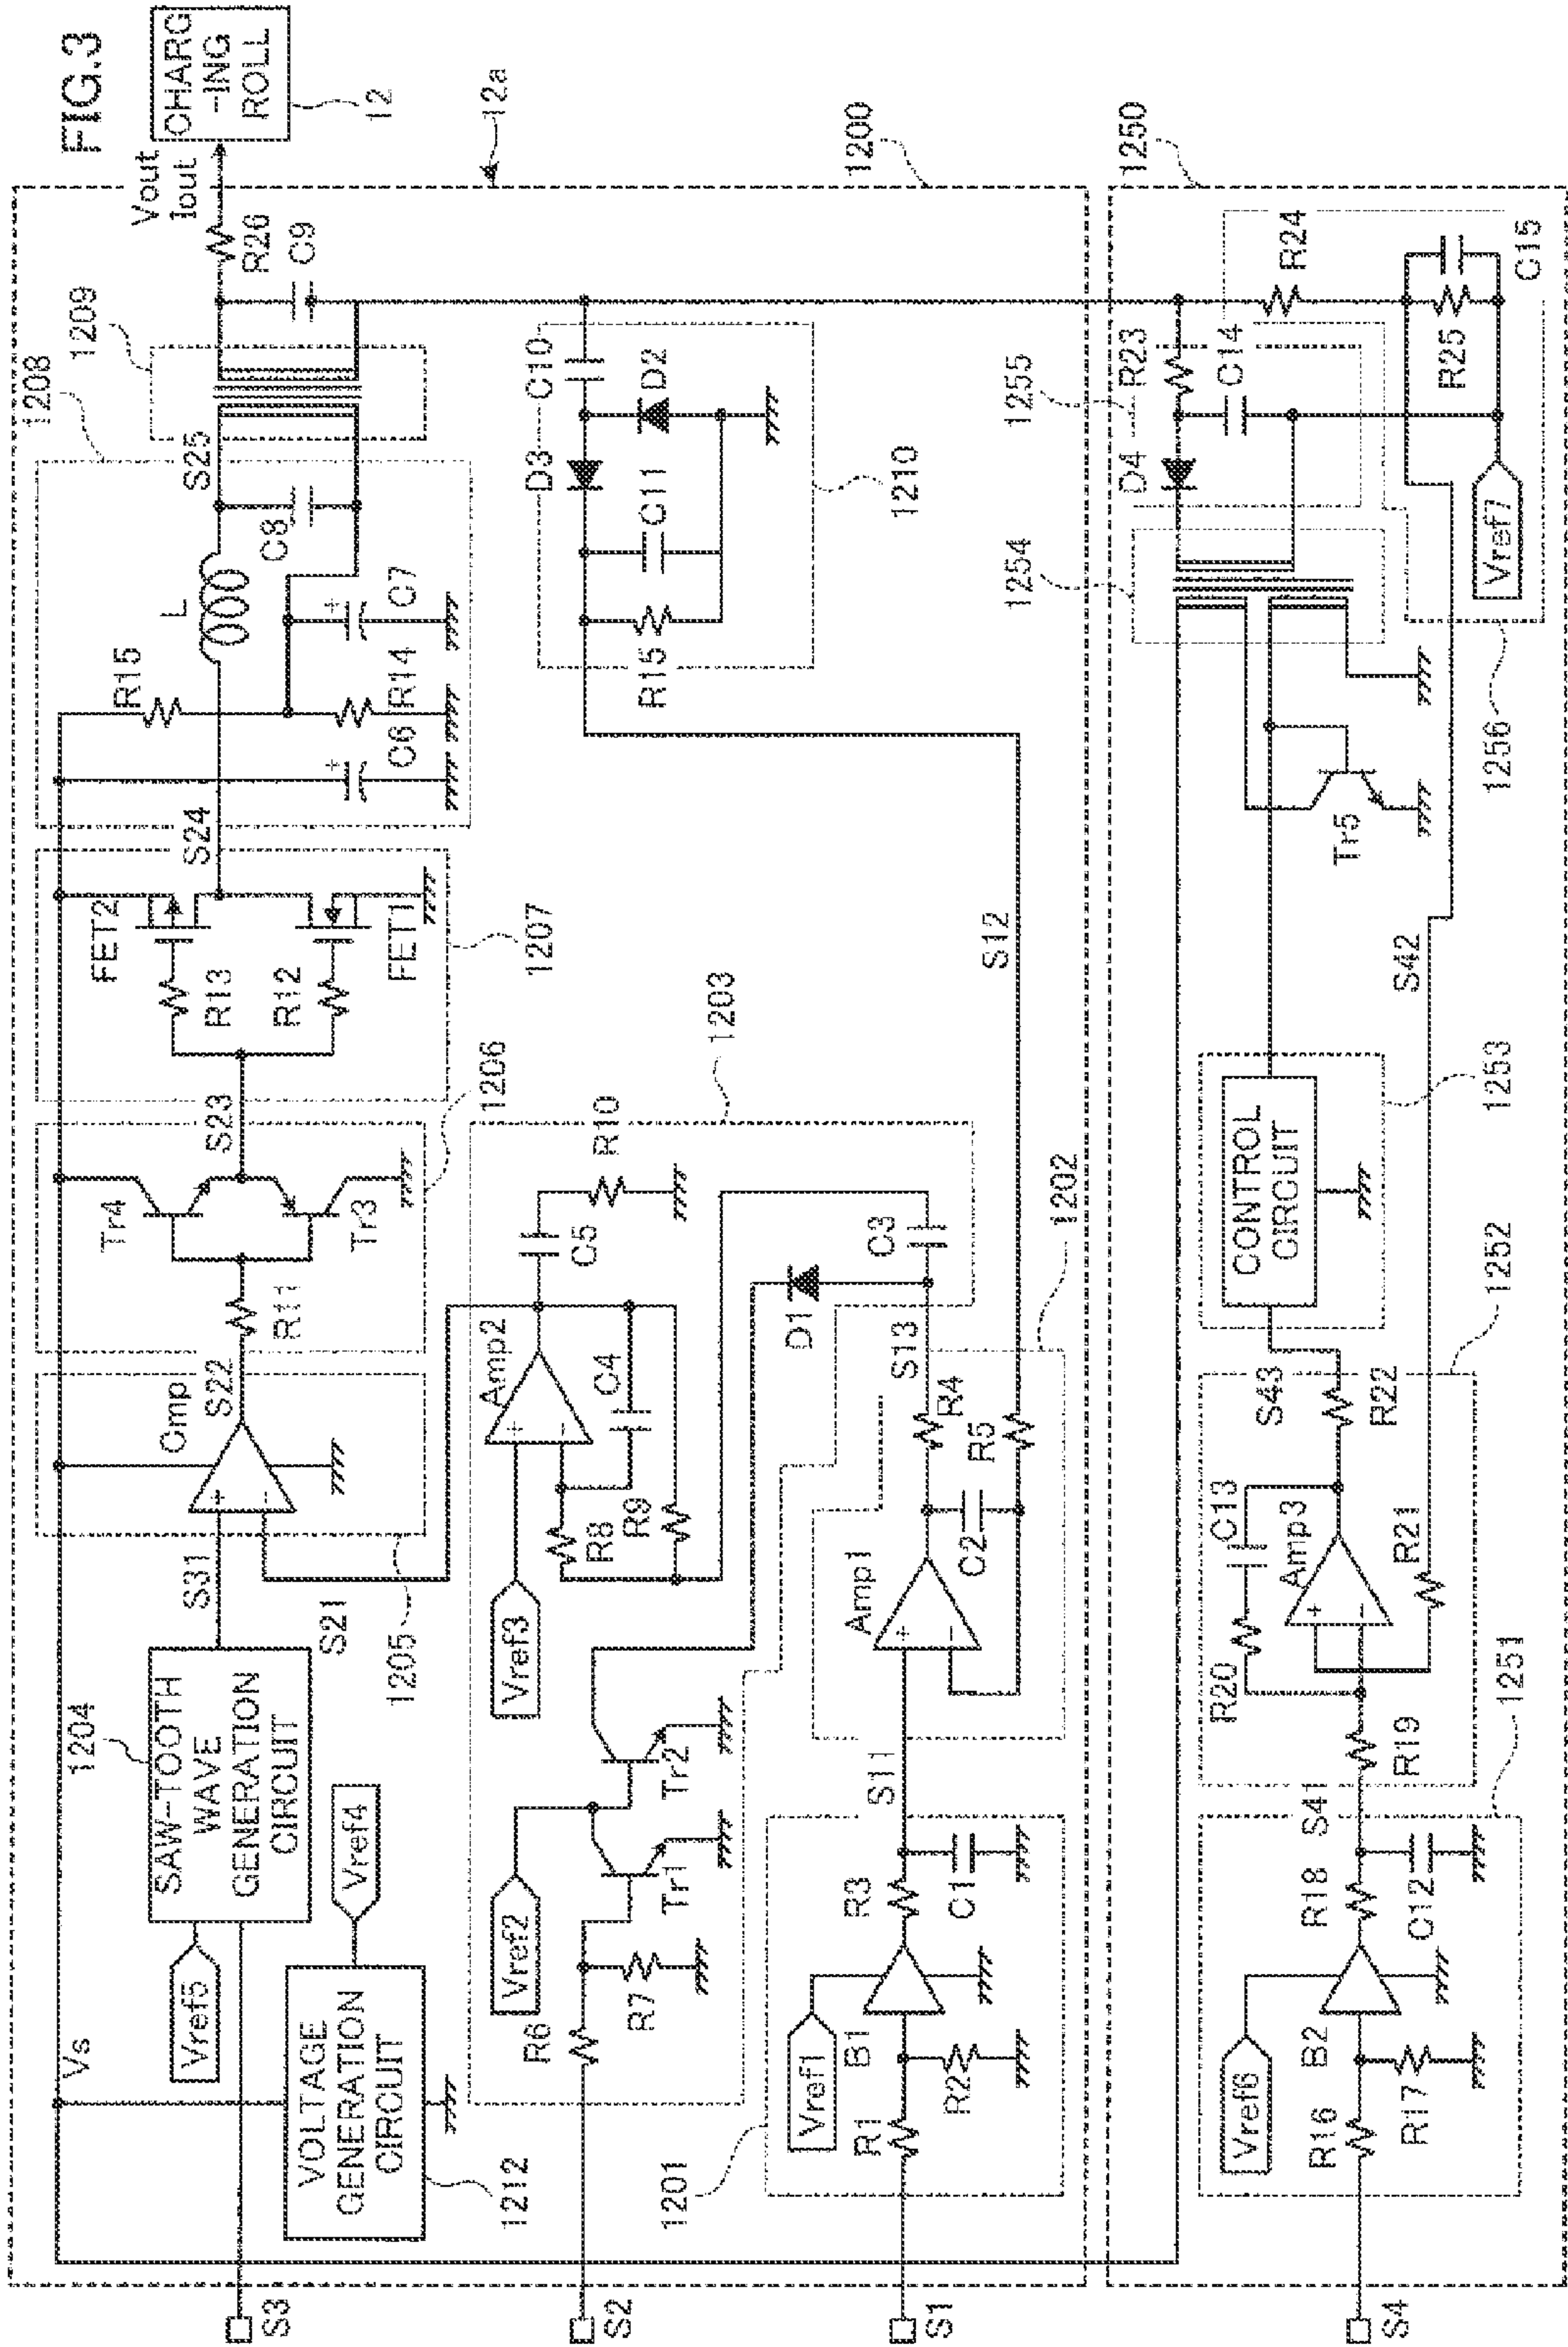 FIG.3
CHARG
-ING
ROLL
12
Vout
Iout
12a
1200
1250
R26
C9
1209
1208
S25
C8
L
C7
R15
R14
C6
S24
FET2
FET1
R13
R12
1207
1206
S23
Tr4
Tr3
R11
S22
Cmp
S31
S21
1205
1204
SAW-TOOTH
WAVE
GENERATION
CIRCUIT
Vref5
Vref4
Vs
VOLTAGE
GENERATION
CIRCUIT
1212
S3
C10
D2
D3
C11
R15
1210
S12
1203
R10
C5
Amp2
+
−
C4
R8
R9
Vref3
D1
C3
Vref2
Tr2
Tr1
R6
R7
S2
1202
S13
R4
R5
C2
Amp1
+
−
S11
R3
C1
Vref1
B1
R1
R2
1201
S1
R24
C15
R25
R23
1255
C14
D4
1254
Vref7
1256
Tr5
S42
CONTROL
CIRCUIT
1253
1252
S43
R22
C13
Amp3
+
−
R20
R21
R19
1251
S41
R18
C12
Vref6
B2
R16
R17
S4